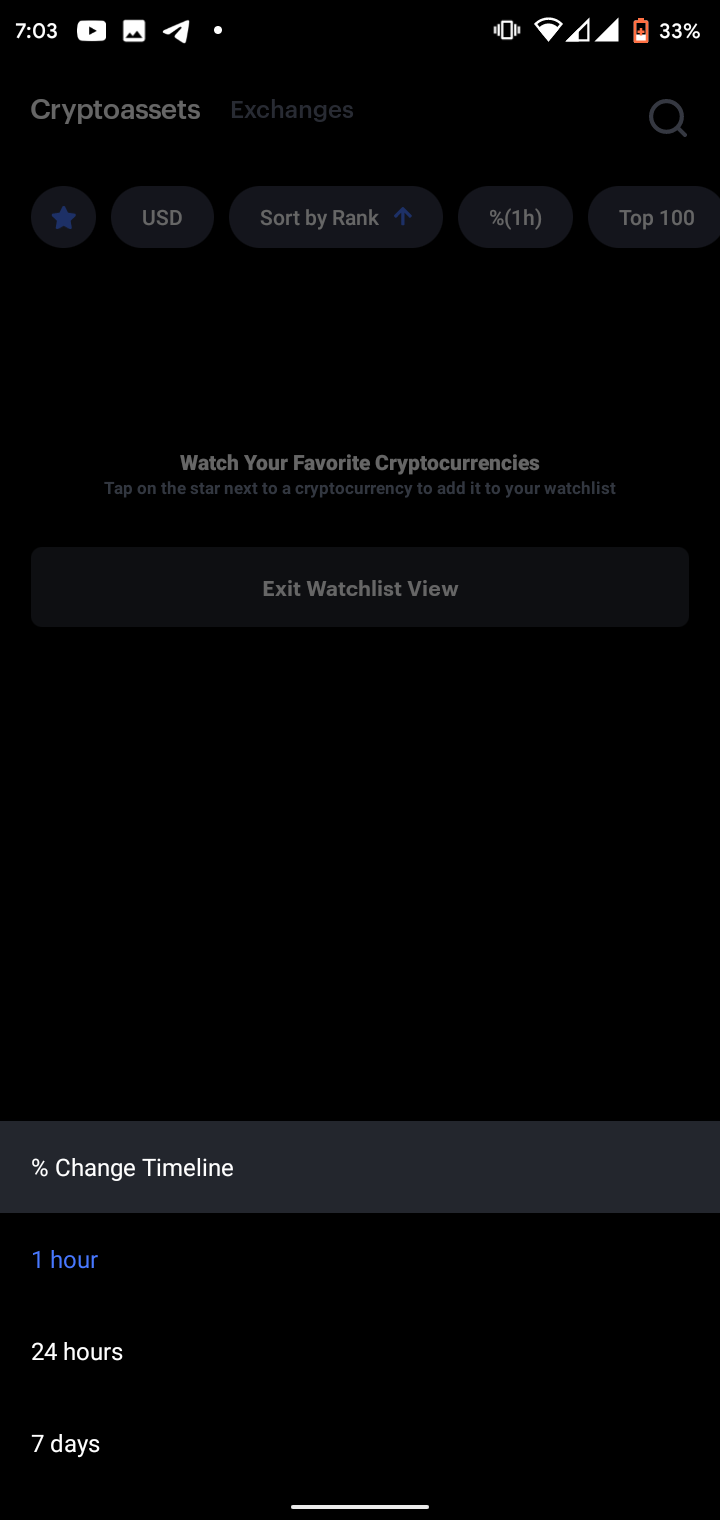 7:03
33%
Cryptoassets Exchanges
USD Sort by Rank %(1h) Top 100
Watch Your Favorite Cryptocurrencies
Tap on the star next to a cryptocurrency to add it to your watchlist
Exit Watchlist View
% Change Timeline
1 hour
24 hours
7 days